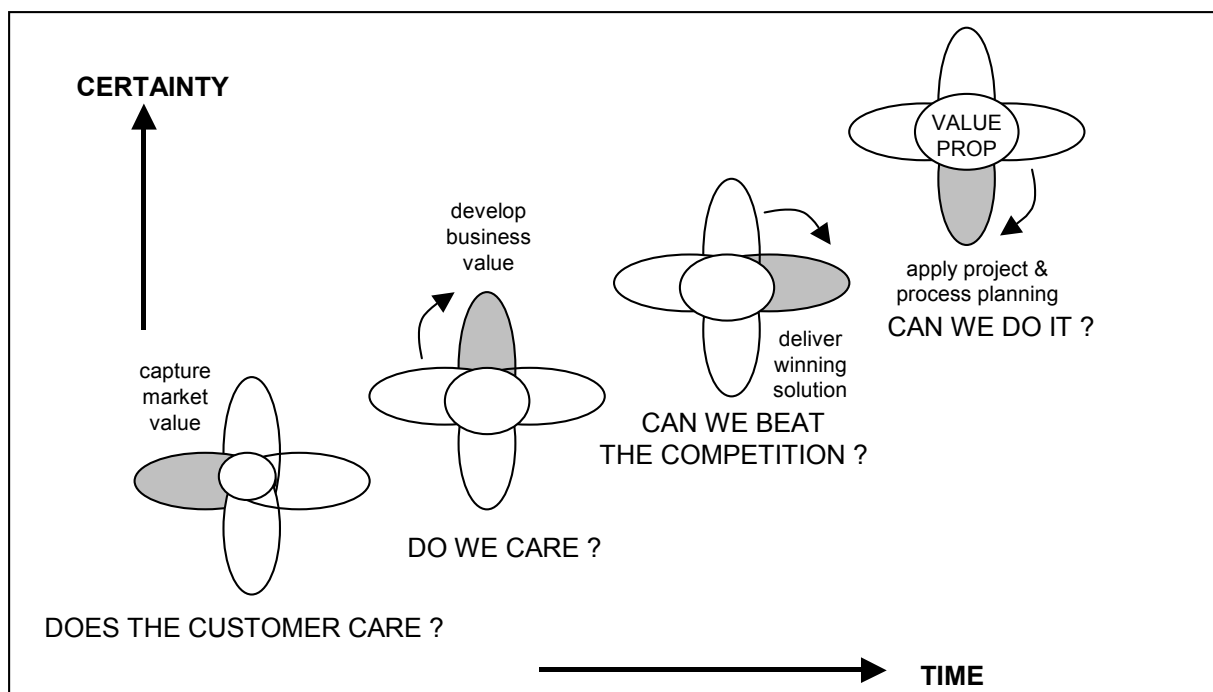 CERTAINTY
VALUE
PROP
develop
business
value
apply project &
process planning
CAN WE DO IT ?
deliver
winning
solution
capture
market
value
CAN WE BEAT
THE COMPETITION ?
DO WE CARE ?
DOES THE CUSTOMER CARE ?
TIME